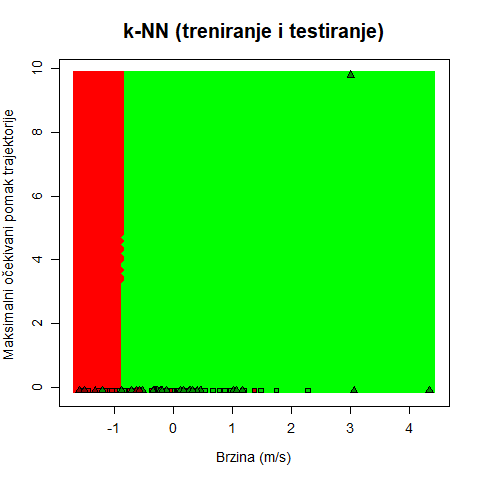 k-NN (treniranje i testiranje)
Maksimalni očekivani pomak trajektorije
10
8
6
4
2
0
-1 0 1 2 3 4
Brzina (m/s)